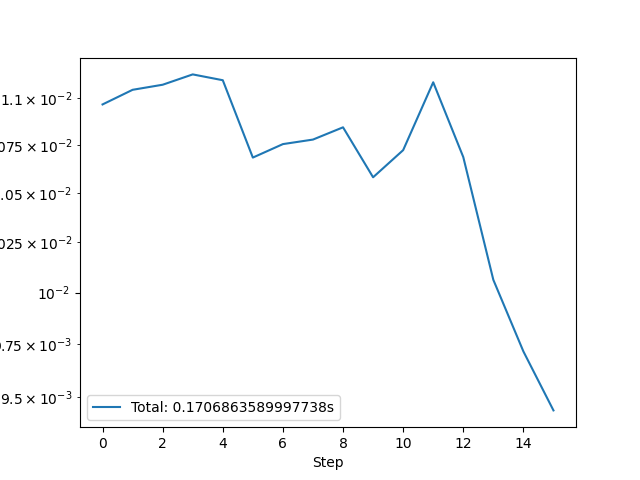 1.1 × 10⁻²
075 × 10⁻²
.05 × 10⁻²
025 × 10⁻²
10⁻²
.75 × 10⁻³
9.5 × 10⁻³
Total: 0.1706863589997738s
0 2 4 6 8 10 12 14
Step